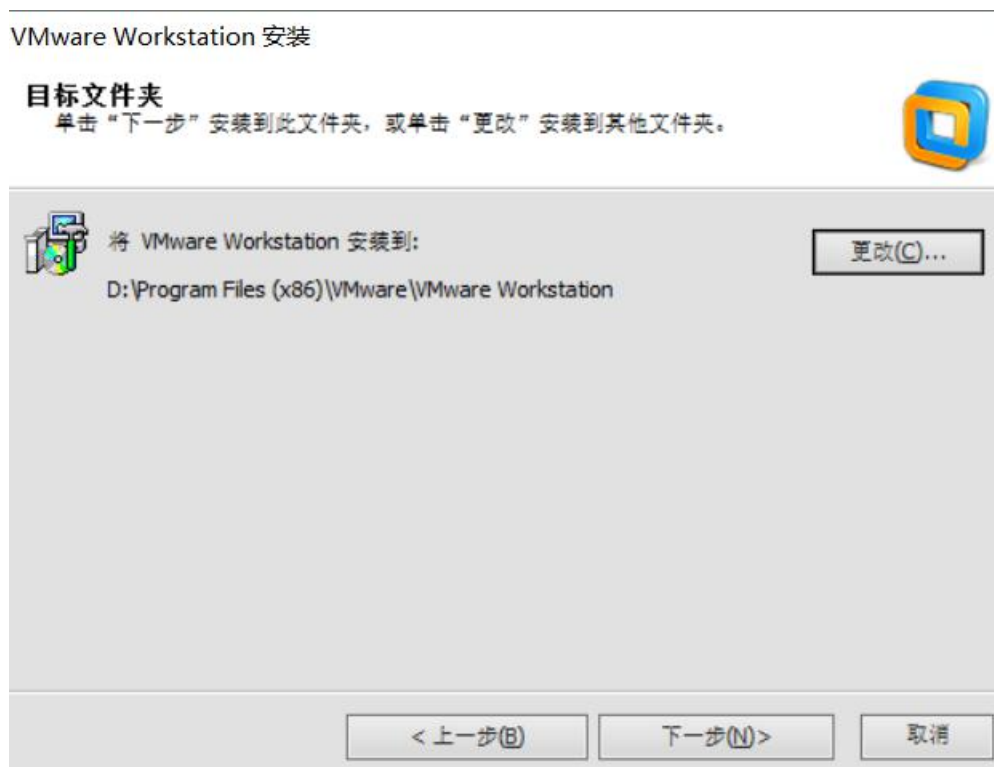 VMware Workstation 安装
目标文件夹
单击“下一步”安装到此文件夹，或单击“更改”安装到其他文件夹。
将 VMware Workstation 安装到:
更改(C)...
D:\Program Files (x86)\VMware\VMware Workstation
< 上一步(B)
下一步(N)>
取消